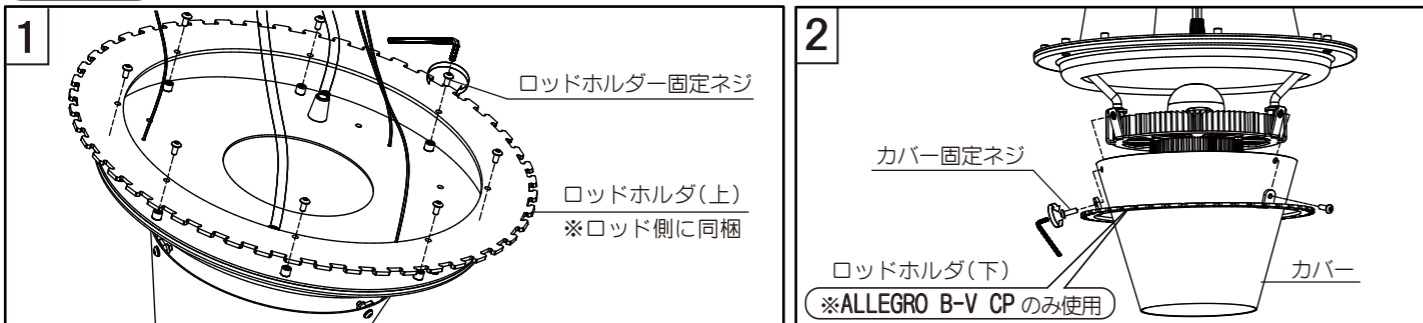 1
ロッドホルダー固定ネジ
ロッドホルダ(上)
※ロッド側に同梱
2
カバー固定ネジ
ロッドホルダ(下)
※ALLEGRO B-V CP のみ使用
カバー